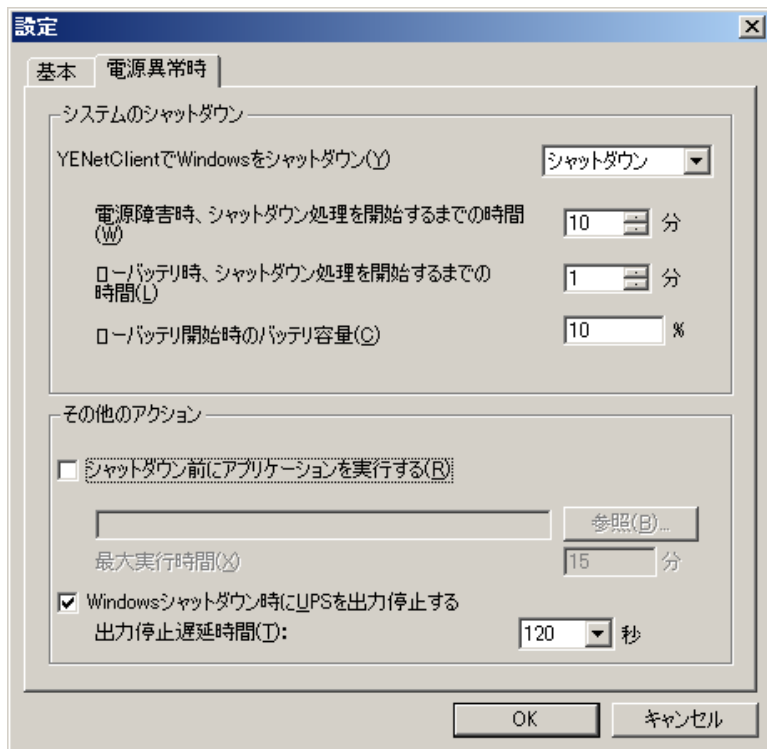 設定
基本 電源異常時
システムのシャットダウン
YENetClientでWindowsをシャットダウン(Y) シャットダウン
電源障害時、シャットダウン処理を開始するまでの時間
(W) 10 分
ローバッテリ時、シャットダウン処理を開始するまでの
時間(L) 1 分
ローバッテリ開始時のバッテリ容量(C) 10 %
その他のアクション
シャットダウン前にアプリケーションを実行する(R)
参照(B)...
最大実行時間(X) 15 分
Windowsシャットダウン時にUPSを出力停止する
出力停止遅延時間(T): 120 秒
OK キャンセル